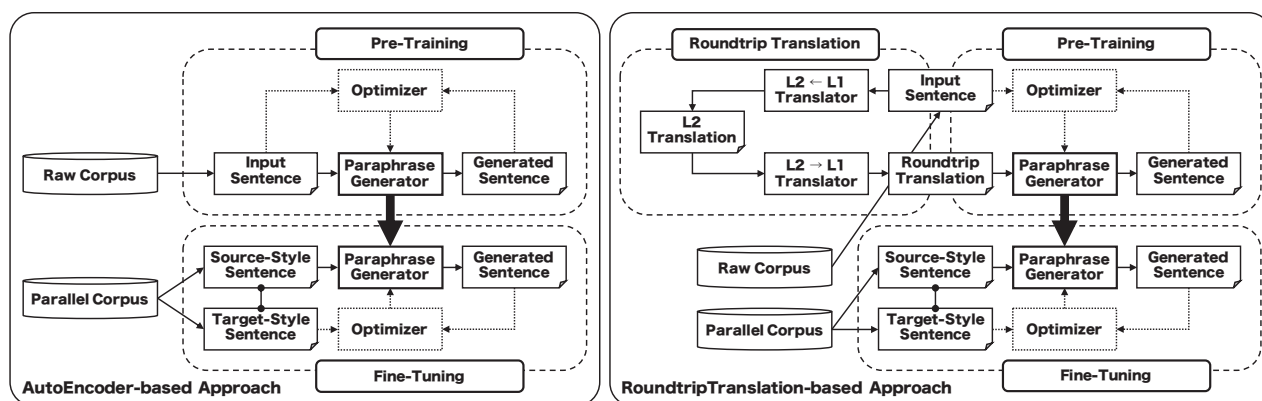 Pre-Training
Optimizer
Raw Corpus
Input
Sentence
Paraphrase
Generator
Generated
Sentence
Parallel Corpus
Source-Style
Sentence
Paraphrase
Generator
Generated
Sentence
Target-Style
Sentence
Optimizer
Fine-Tuning
AutoEncoder-based Approach
Roundtrip Translation
Pre-Training
L2 ← L1
Translator
Input
Sentence
Optimizer
L2
Translation
L2 → L1
Translator
Roundtrip
Translation
Paraphrase
Generator
Generated
Sentence
Raw Corpus
Parallel Corpus
Source-Style
Sentence
Paraphrase
Generator
Generated
Sentence
Target-Style
Sentence
Optimizer
Fine-Tuning
RoundtripTranslation-based Approach